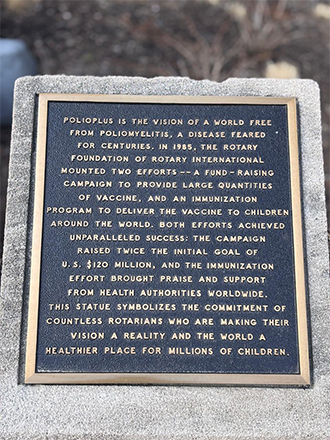 POLIOPLUS IS THE VISION OF A WORLD FREE
FROM POLIOMYELITIS, A DISEASE FEARED
FOR CENTURIES. IN 1985, THE ROTARY
FOUNDATION OF ROTARY INTERNATIONAL
MOUNTED TWO EFFORTS -- A FUND - RAISING
CAMPAIGN TO PROVIDE LARGE QUANTITIES
OF VACCINE, AND AN IMMUNIZATION
PROGRAM TO DELIVER THE VACCINE TO CHILDREN
AROUND THE WORLD. BOTH EFFORTS ACHIEVED
UNPARALLELED SUCCESS: THE CAMPAIGN
RAISED TWICE THE INITIAL GOAL OF
U.S. $120 MILLION, AND THE IMMUNIZATION
EFFORT BROUGHT PRAISE AND SUPPORT
FROM HEALTH AUTHORITIES WORLDWIDE.
THIS STATUE SYMBOLIZES THE COMMITMENT OF
COUNTLESS ROTARIANS WHO ARE MAKING THEIR
VISION A REALITY AND THE WORLD A
HEALTHIER PLACE FOR MILLIONS OF CHILDREN.